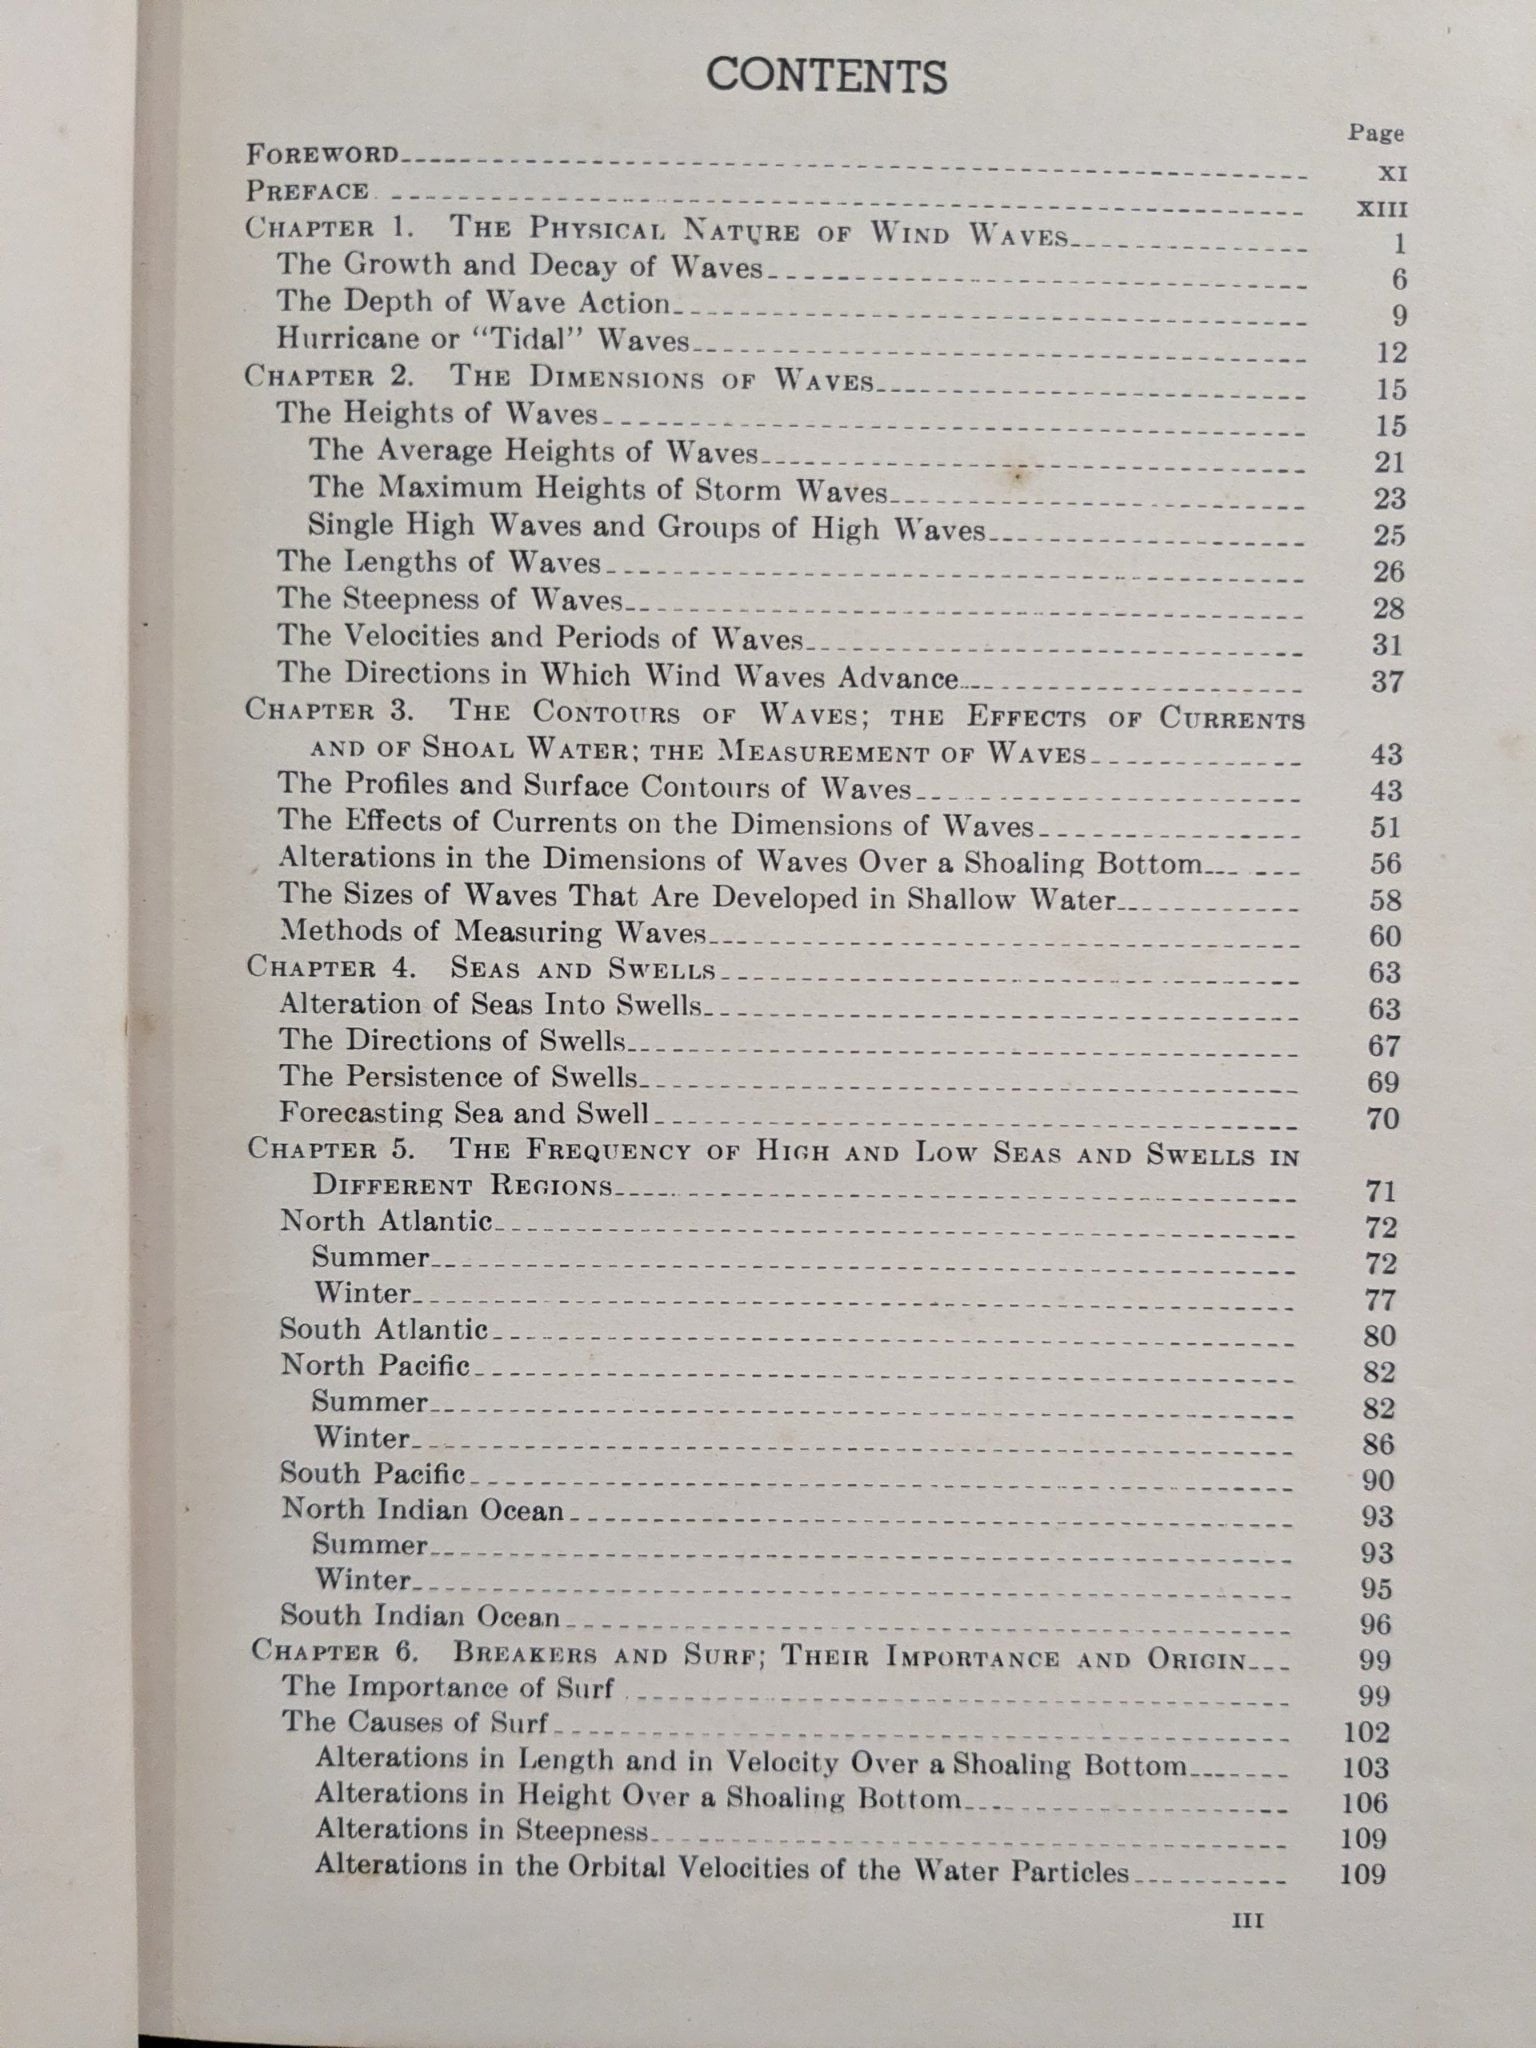 CONTENTS
Page
FOREWORD XI
PREFACE XIII
CHAPTER 1. THE PHYSICAL NATURE OF WIND WAVES 1
The Growth and Decay of Waves 6
The Depth of Wave Action 9
Hurricane or "Tidal" Waves 12
CHAPTER 2. THE DIMENSIONS OF WAVES 15
The Heights of Waves 15
The Average Heights of Waves 21
The Maximum Heights of Storm Waves 23
Single High Waves and Groups of High Waves 25
The Lengths of Waves 26
The Steepness of Waves 28
The Velocities and Periods of Waves 31
The Directions in Which Wind Waves Advance 37
CHAPTER 3. THE CONTOURS OF WAVES; THE EFFECTS OF CURRENTS
AND OF SHOAL WATER; THE MEASUREMENT OF WAVES 43
The Profiles and Surface Contours of Waves 43
The Effects of Currents on the Dimensions of Waves 51
Alterations in the Dimensions of Waves Over a Shoaling Bottom 56
The Sizes of Waves That Are Developed in Shallow Water 58
Methods of Measuring Waves 60
CHAPTER 4. SEAS AND SWELLS 63
Alteration of Seas Into Swells 63
The Directions of Swells 67
The Persistence of Swells 69
Forecasting Sea and Swell 70
CHAPTER 5. THE FREQUENCY OF HIGH AND LOW SEAS AND SWELLS IN
DIFFERENT REGIONS 71
North Atlantic 72
Summer 72
Winter 77
South Atlantic 80
North Pacific 82
Summer 82
Winter 86
South Pacific 90
North Indian Ocean 93
Summer 93
Winter 95
South Indian Ocean 96
CHAPTER 6. BREAKERS AND SURF; THEIR IMPORTANCE AND ORIGIN 99
The Importance of Surf 99
The Causes of Surf 102
Alterations in Length and in Velocity Over a Shoaling Bottom 103
Alterations in Height Over a Shoaling Bottom 106
Alterations in Steepness 109
Alterations in the Orbital Velocities of the Water Particles 109
III